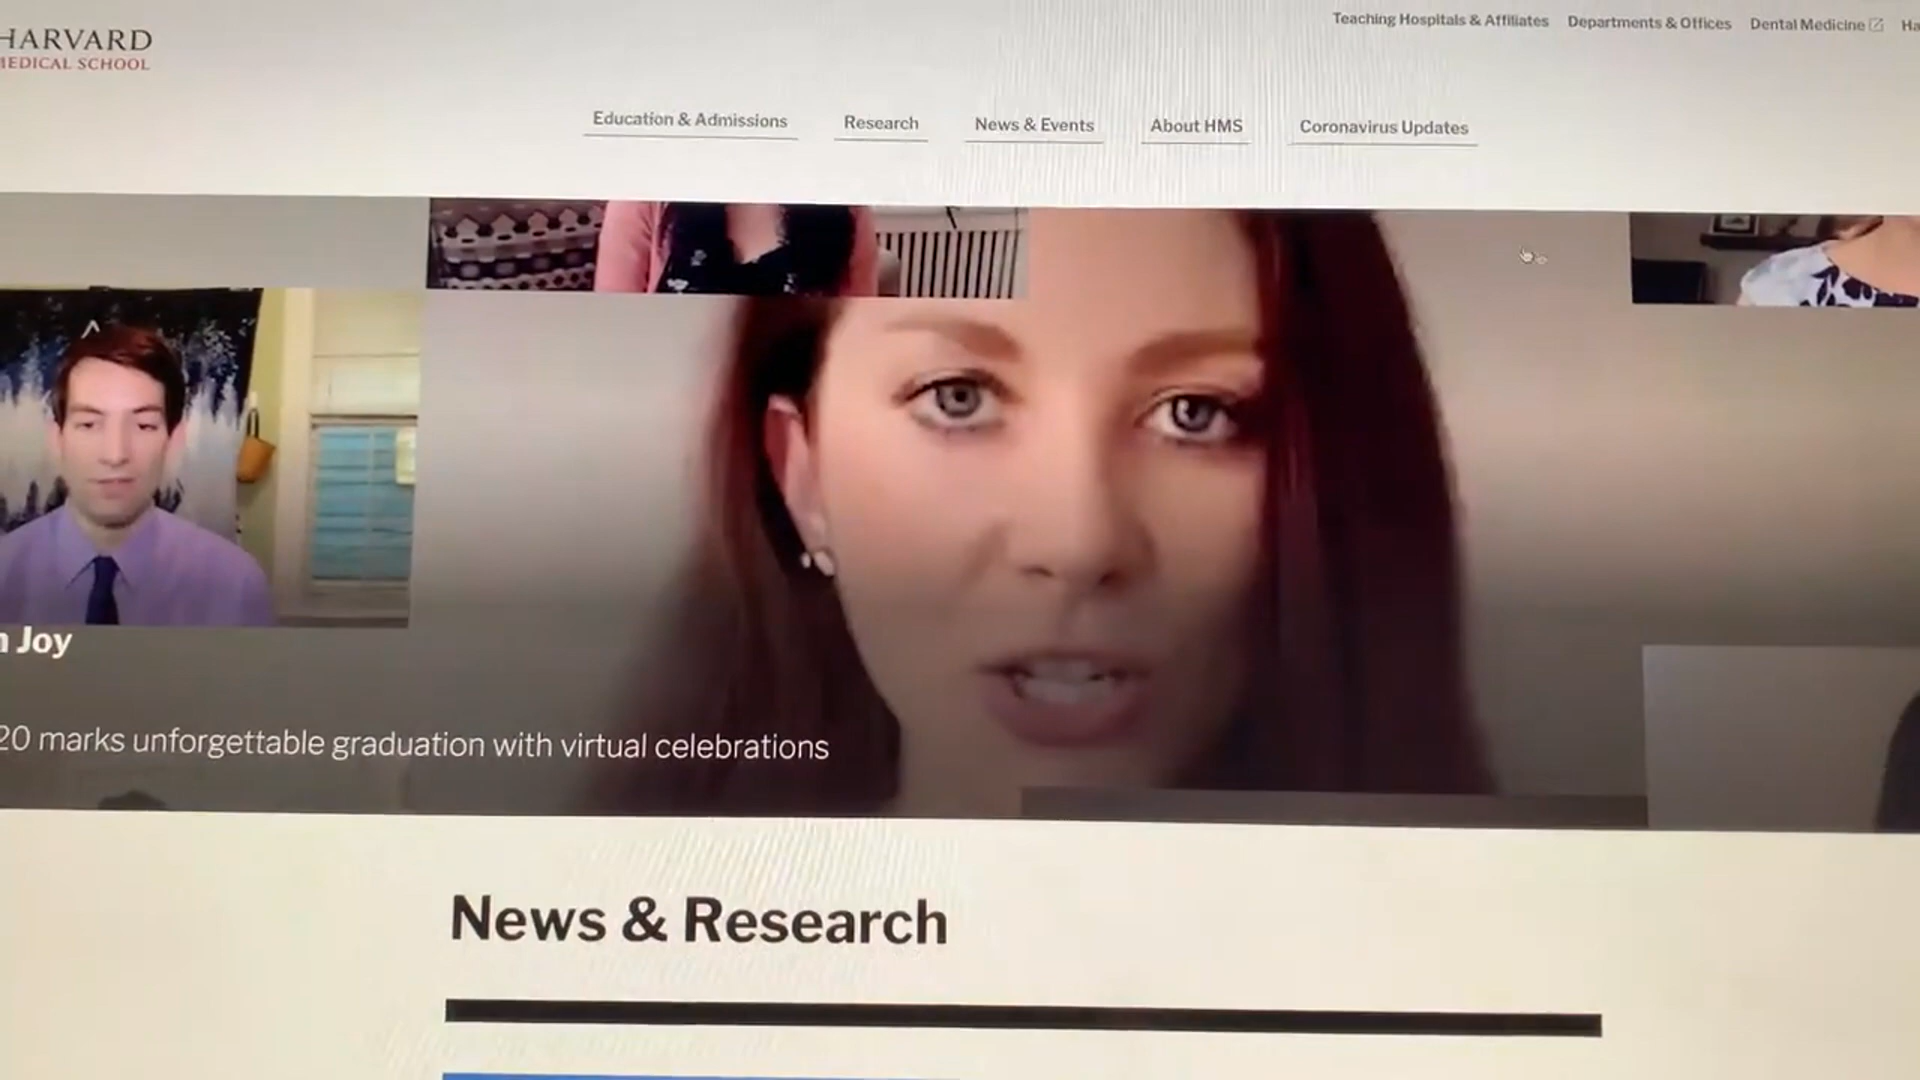 HARVARD
MEDICAL SCHOOL
Teaching Hospitals & Affiliates Departments & Offices Dental Medicine
Education & Admissions Research News & Events About HMS Coronavirus Updates
Joy
20 marks unforgettable graduation with virtual celebrations
News & Research